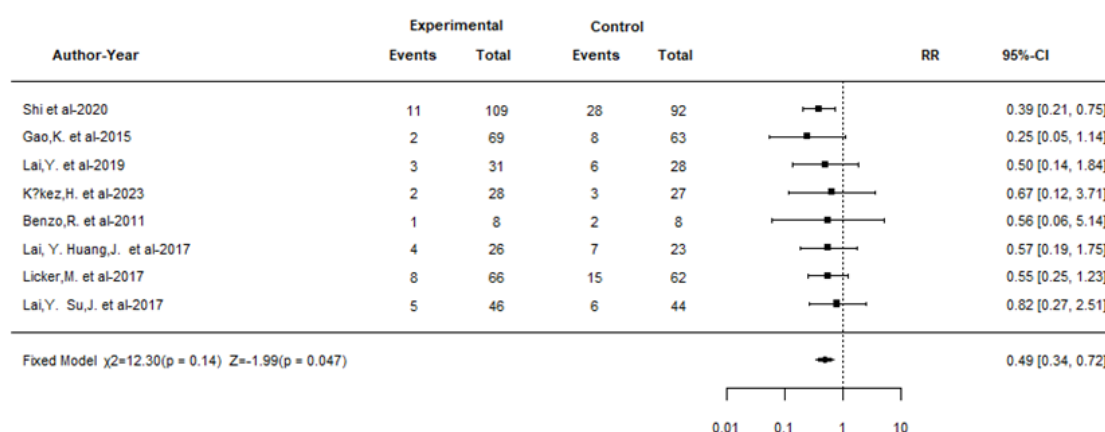 Experimental Control
Author-Year Events Total Events Total RR 95%-CI
Shi et al-2020 11 109 28 92 0.39 [0.21, 0.75]
Gao,K. et al-2015 2 69 8 63 0.25 [0.05, 1.14]
Lai,Y. et al-2019 3 31 6 28 0.50 [0.14, 1.84]
K?kez,H. et al-2023 2 28 3 27 0.67 [0.12, 3.71]
Benzo,R. et al-2011 1 8 2 8 0.56 [0.06, 5.14]
Lai, Y. Huang,J. et al-2017 4 26 7 23 0.57 [0.19, 1.75]
Licker,M. et al-2017 8 66 15 62 0.55 [0.25, 1.23]
Lai,Y. Su,J. et al-2017 5 46 6 44 0.82 [0.27, 2.51]
Fixed Model χ2=12.30(p = 0.14) Z=-1.99(p = 0.047) 0.49 [0.34, 0.72]
0.01 0.1 1 10